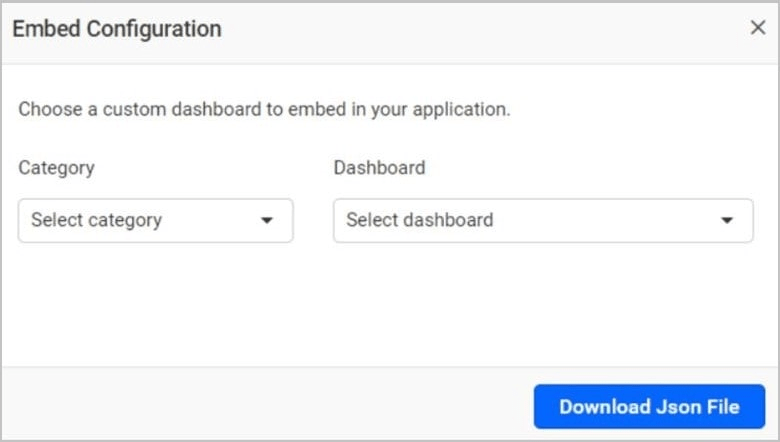 Embed Configuration
Choose a custom dashboard to embed in your application.
Category Dashboard
Select category Select dashboard
Download Json File